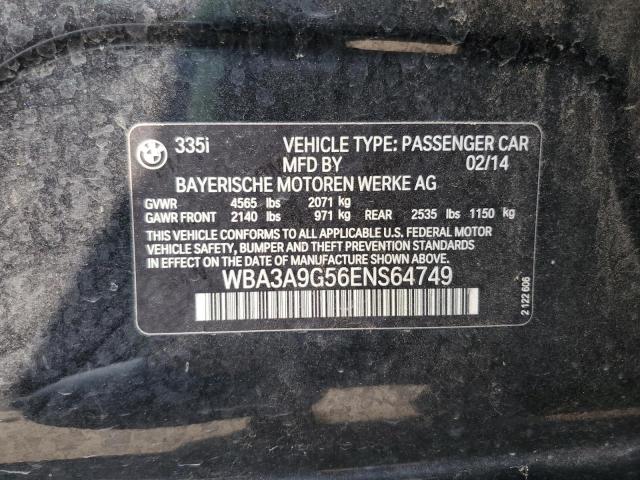 335i VEHICLE TYPE: PASSENGER CAR
MFD BY 02/14
BAYERISCHE MOTOREN WERKE AG
GVWR 4565 lbs 2071 kg
GAWR FRONT 2140 lbs 971 kg REAR 2535 lbs 1150 kg
THIS VEHICLE CONFORMS TO ALL APPLICABLE U.S. FEDERAL MOTOR
VEHICLE SAFETY, BUMPER AND THEFT PREVENTION STANDARDS
IN EFFECT ON THE DATE OF MANUFACTURE SHOWN ABOVE.
WBA3A9G56ENS64749
2 122 606